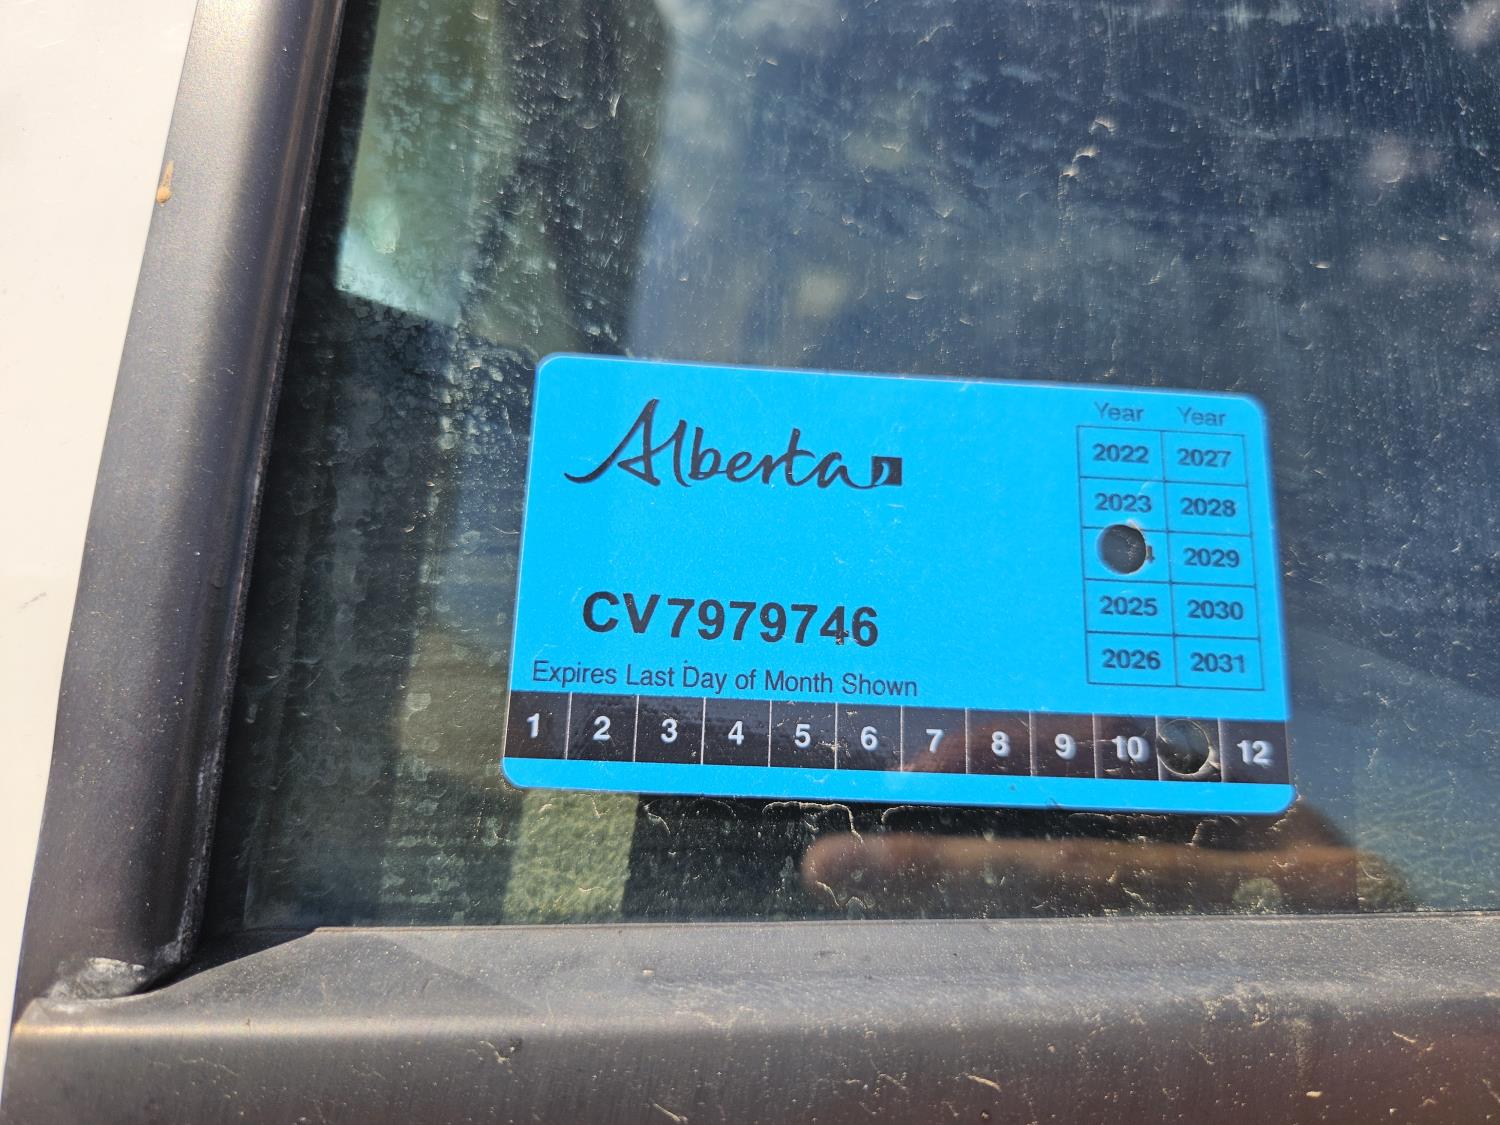 Alberta
Year Year
2022 2027
2023 2028
2029
2025 2030
2026 2031
CV7979746
Expires Last Day of Month Shown
1 2 3 4 5 6 7 8 9 10 12